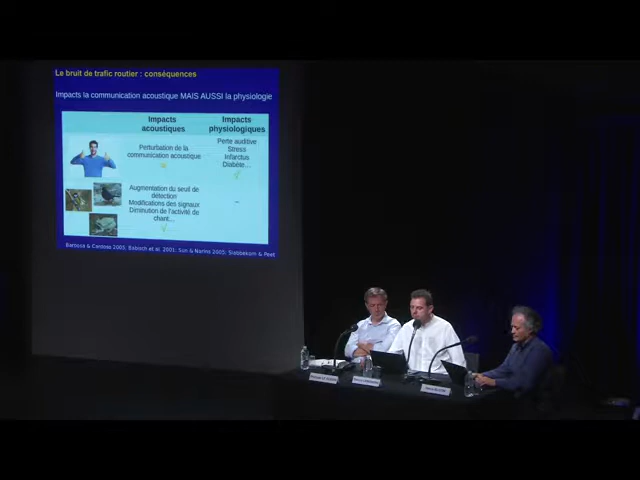 Le bruit de trafic routier : conséquences
Impacts la communication acoustique MAIS AUSSI la physiologie
Impacts
acoustiques
Impacts
physiologiques
Perturbation de la
communication acoustique
Perte auditive
Stress
Infarctus
Diabète...
Augmentation du seuil de
détection
Modifications des signaux
Diminution de l'activité de
chant...
–
Barbosa & Cardoso 2005; Babisch et al. 2001; Sun & Narins 2005; Slabbekorn & Peet